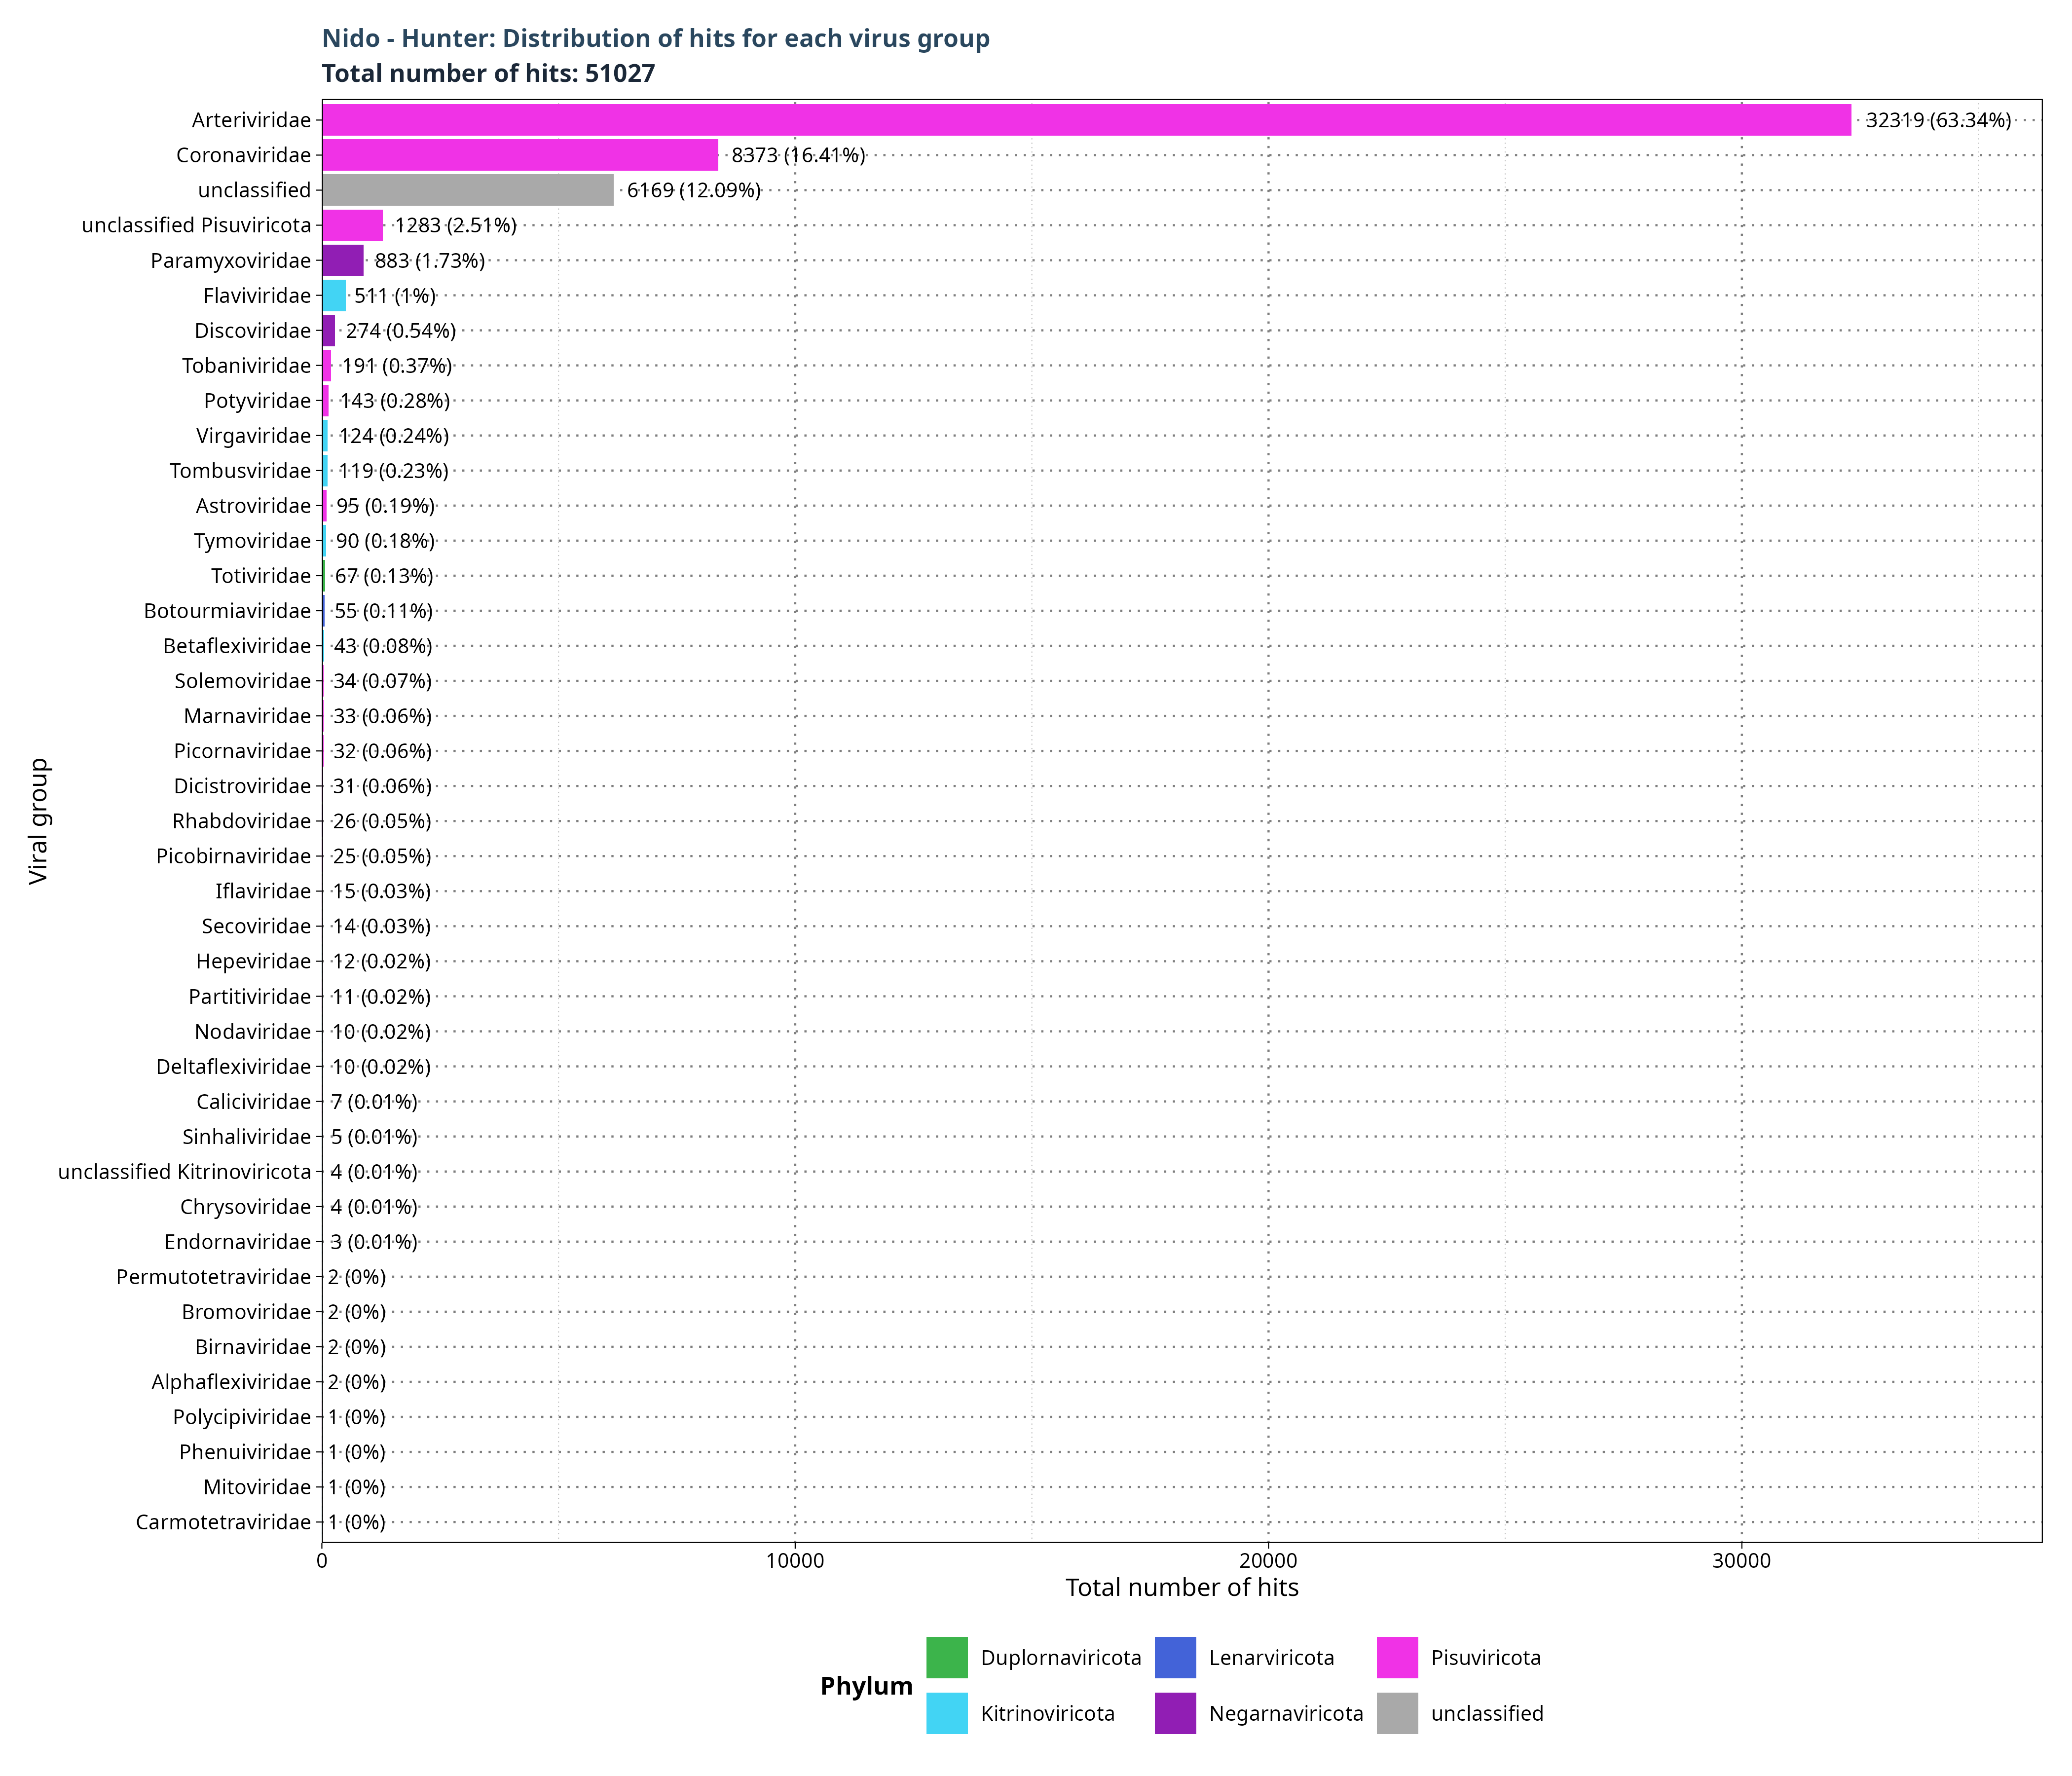 Nido - Hunter: Distribution of hits for each virus group
Total number of hits: 51027
Viral group
Arteriviridae 32319 (63.34%)
Coronaviridae 8373 (16.41%)
unclassified 6169 (12.09%)
unclassified Pisuviricota 1283 (2.51%)
Paramyxoviridae 883 (1.73%)
Flaviviridae 511 (1%)
Discoviridae 274 (0.54%)
Tobaniviridae 191 (0.37%)
Potyviridae 143 (0.28%)
Virgaviridae 124 (0.24%)
Tombusviridae 119 (0.23%)
Astroviridae 95 (0.19%)
Tymoviridae 90 (0.18%)
Totiviridae 67 (0.13%)
Botourmiaviridae 55 (0.11%)
Betaflexiviridae 43 (0.08%)
Solemoviridae 34 (0.07%)
Marnaviridae 33 (0.06%)
Picornaviridae 32 (0.06%)
Dicistroviridae 31 (0.06%)
Rhabdoviridae 26 (0.05%)
Picobirnaviridae 25 (0.05%)
Iflaviridae 15 (0.03%)
Secoviridae 14 (0.03%)
Hepeviridae 12 (0.02%)
Partitiviridae 11 (0.02%)
Nodaviridae 10 (0.02%)
Deltaflexiviridae 10 (0.02%)
Caliciviridae 7 (0.01%)
Sinhaliviridae 5 (0.01%)
unclassified Kitrinoviricota 4 (0.01%)
Chrysoviridae 4 (0.01%)
Endornaviridae 3 (0.01%)
Permutotetraviridae 2 (0%)
Bromoviridae 2 (0%)
Birnaviridae 2 (0%)
Alphaflexiviridae 2 (0%)
Polycipiviridae 1 (0%)
Phenuiviridae 1 (0%)
Mitoviridae 1 (0%)
Carmotetraviridae 1 (0%)
0 10000 20000 30000
Total number of hits
Phylum
Duplornaviricota Lenarviricota Pisuviricota
Kitrinoviricota Negarnaviricota unclassified